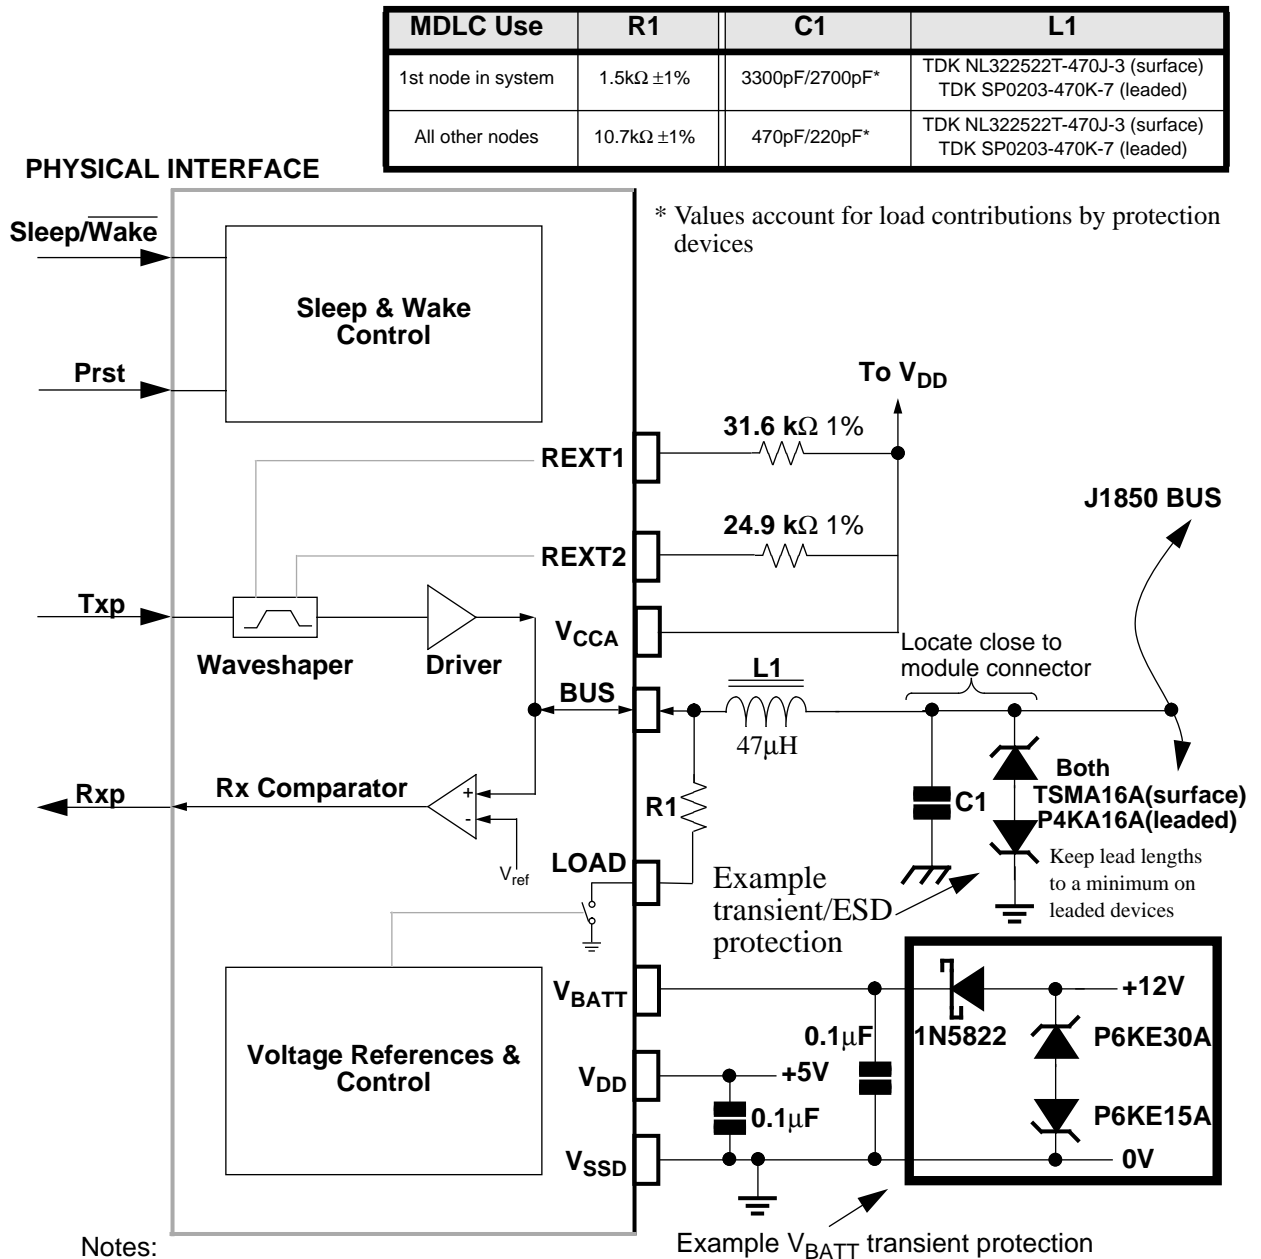 MDLC Use R1 C1 L1
1st node in system 1.5kΩ ±1% 3300pF/2700pF* TDK NL322522T-470J-3 (surface)
TDK SP0203-470K-7 (leaded)
All other nodes 10.7kΩ ±1% 470pF/220pF* TDK NL322522T-470J-3 (surface)
TDK SP0203-470K-7 (leaded)
PHYSICAL INTERFACE
* Values account for load contributions by protection
devices
Sleep/Wake
Sleep & Wake
Control
Prst
To VDD
31.6 kΩ 1%
REXT1
J1850 BUS
24.9 kΩ 1%
REXT2
Txp
VCCA
Waveshaper
Driver
Locate close to
module connector
BUS
L1
47µH
Both
TSMA16A(surface)
P4KA16A(leaded)
Rxp
Rx Comparator
+
-
Vref
R1
C1
Keep lead lengths
to a minimum on
leaded devices
LOAD
Example
transient/ESD
protection
VBATT
+12V
0.1µF
1N5822
P6KE30A
Voltage References &
Control
VDD
+5V
0.1µF
P6KE15A
VSSD
0V
Notes:
Example VBATT transient protection